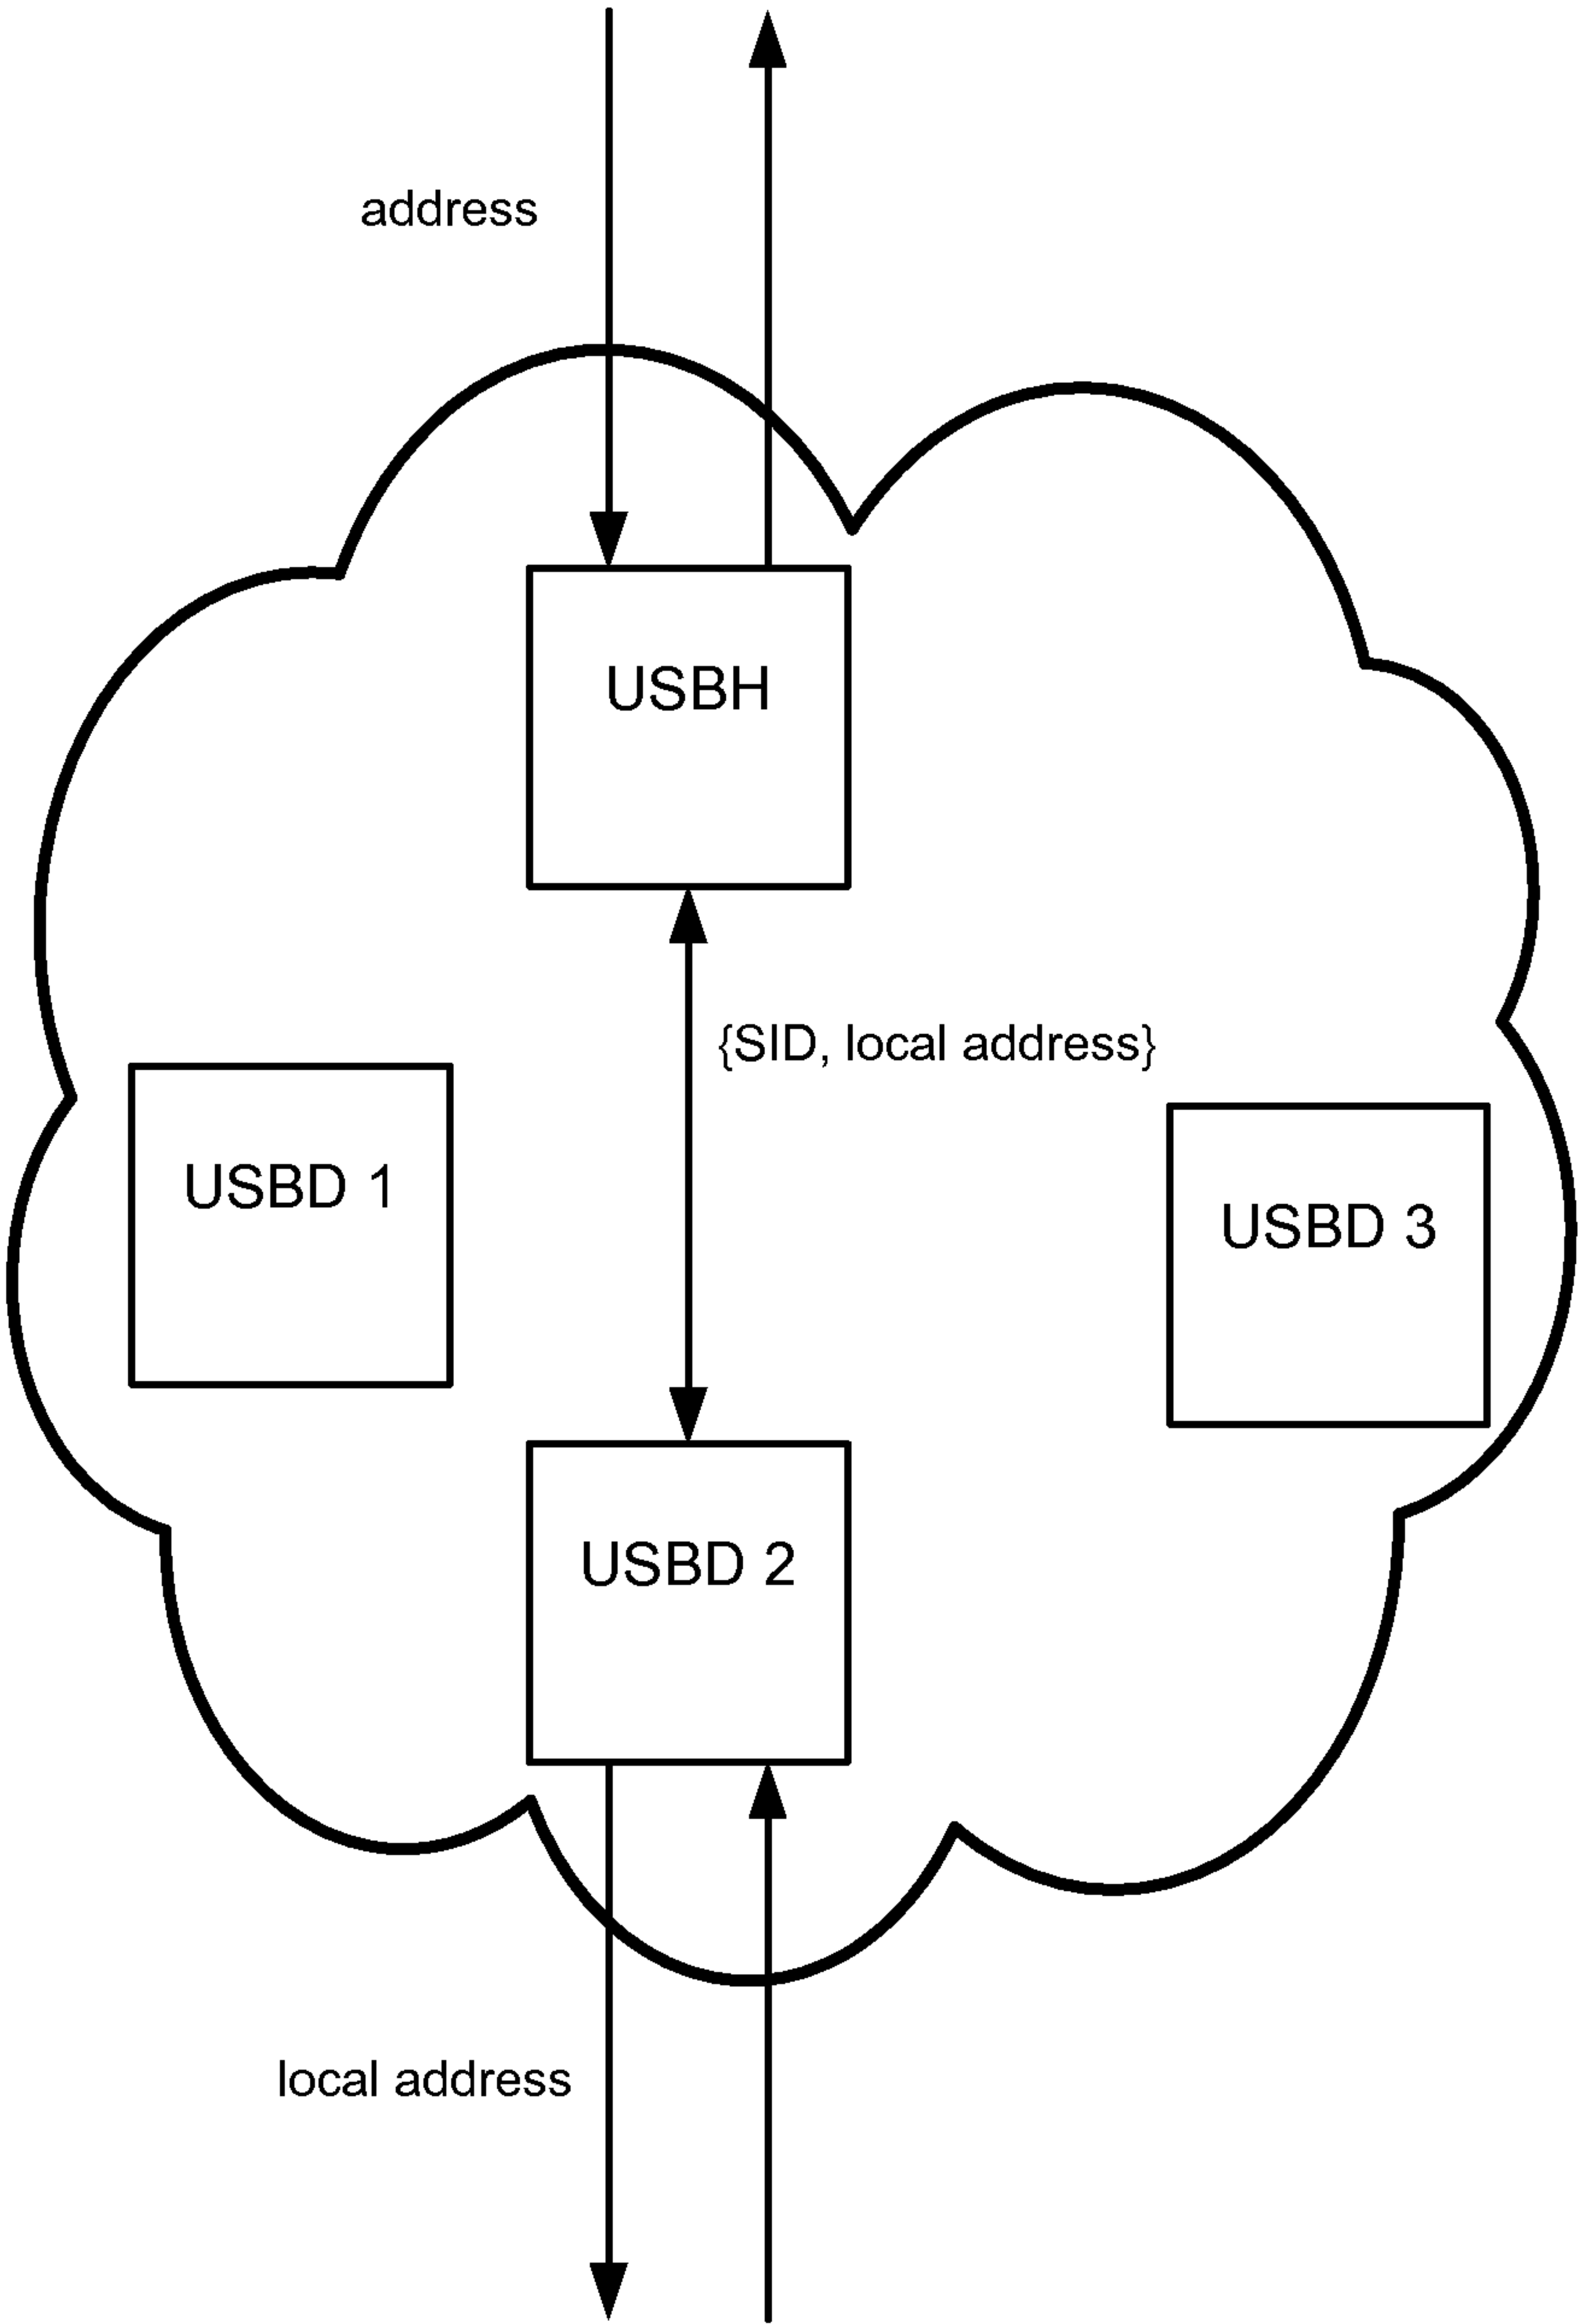 address
USBH
{SID, local address}
USBD 1
USBD 3
USBD 2
local address